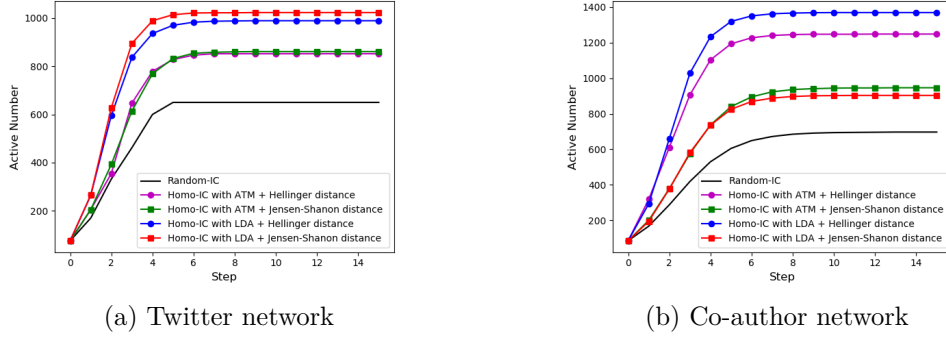 1000
800
600
400
200
Active Number
Random-IC
Homo-IC with ATM + Hellinger distance
Homo-IC with ATM + Jensen-Shanon distance
Homo-IC with LDA + Hellinger distance
Homo-IC with LDA + Jensen-Shanon distance
0 2 4 6 8 10 12 14
Step
(a) Twitter network
1400
1200
1000
800
600
400
200
Active Number
Random-IC
Homo-IC with ATM + Hellinger distance
Homo-IC with ATM + Jensen-Shanon distance
Homo-IC with LDA + Hellinger distance
Homo-IC with LDA + Jensen-Shanon distance
0 2 4 6 8 10 12 14
Step
(b) Co-author network